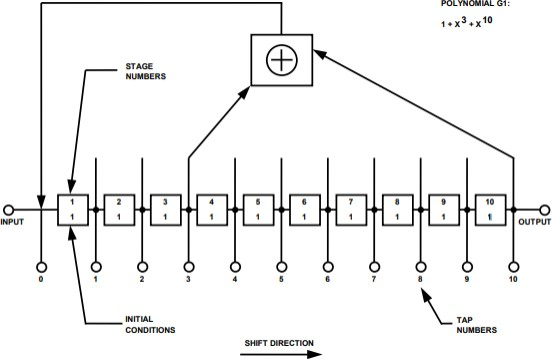 POLYNOMIAL G1:
1 + X3 + X10
STAGE
NUMBERS
1 2 3 4 5 6 7 8 9 10
1 1 1 1 1 1 1 1 1 1
INPUT
OUTPUT
0 1 2 3 4 5 6 7 8 9 10
INITIAL
CONDITIONS
TAP
NUMBERS
SHIFT DIRECTION